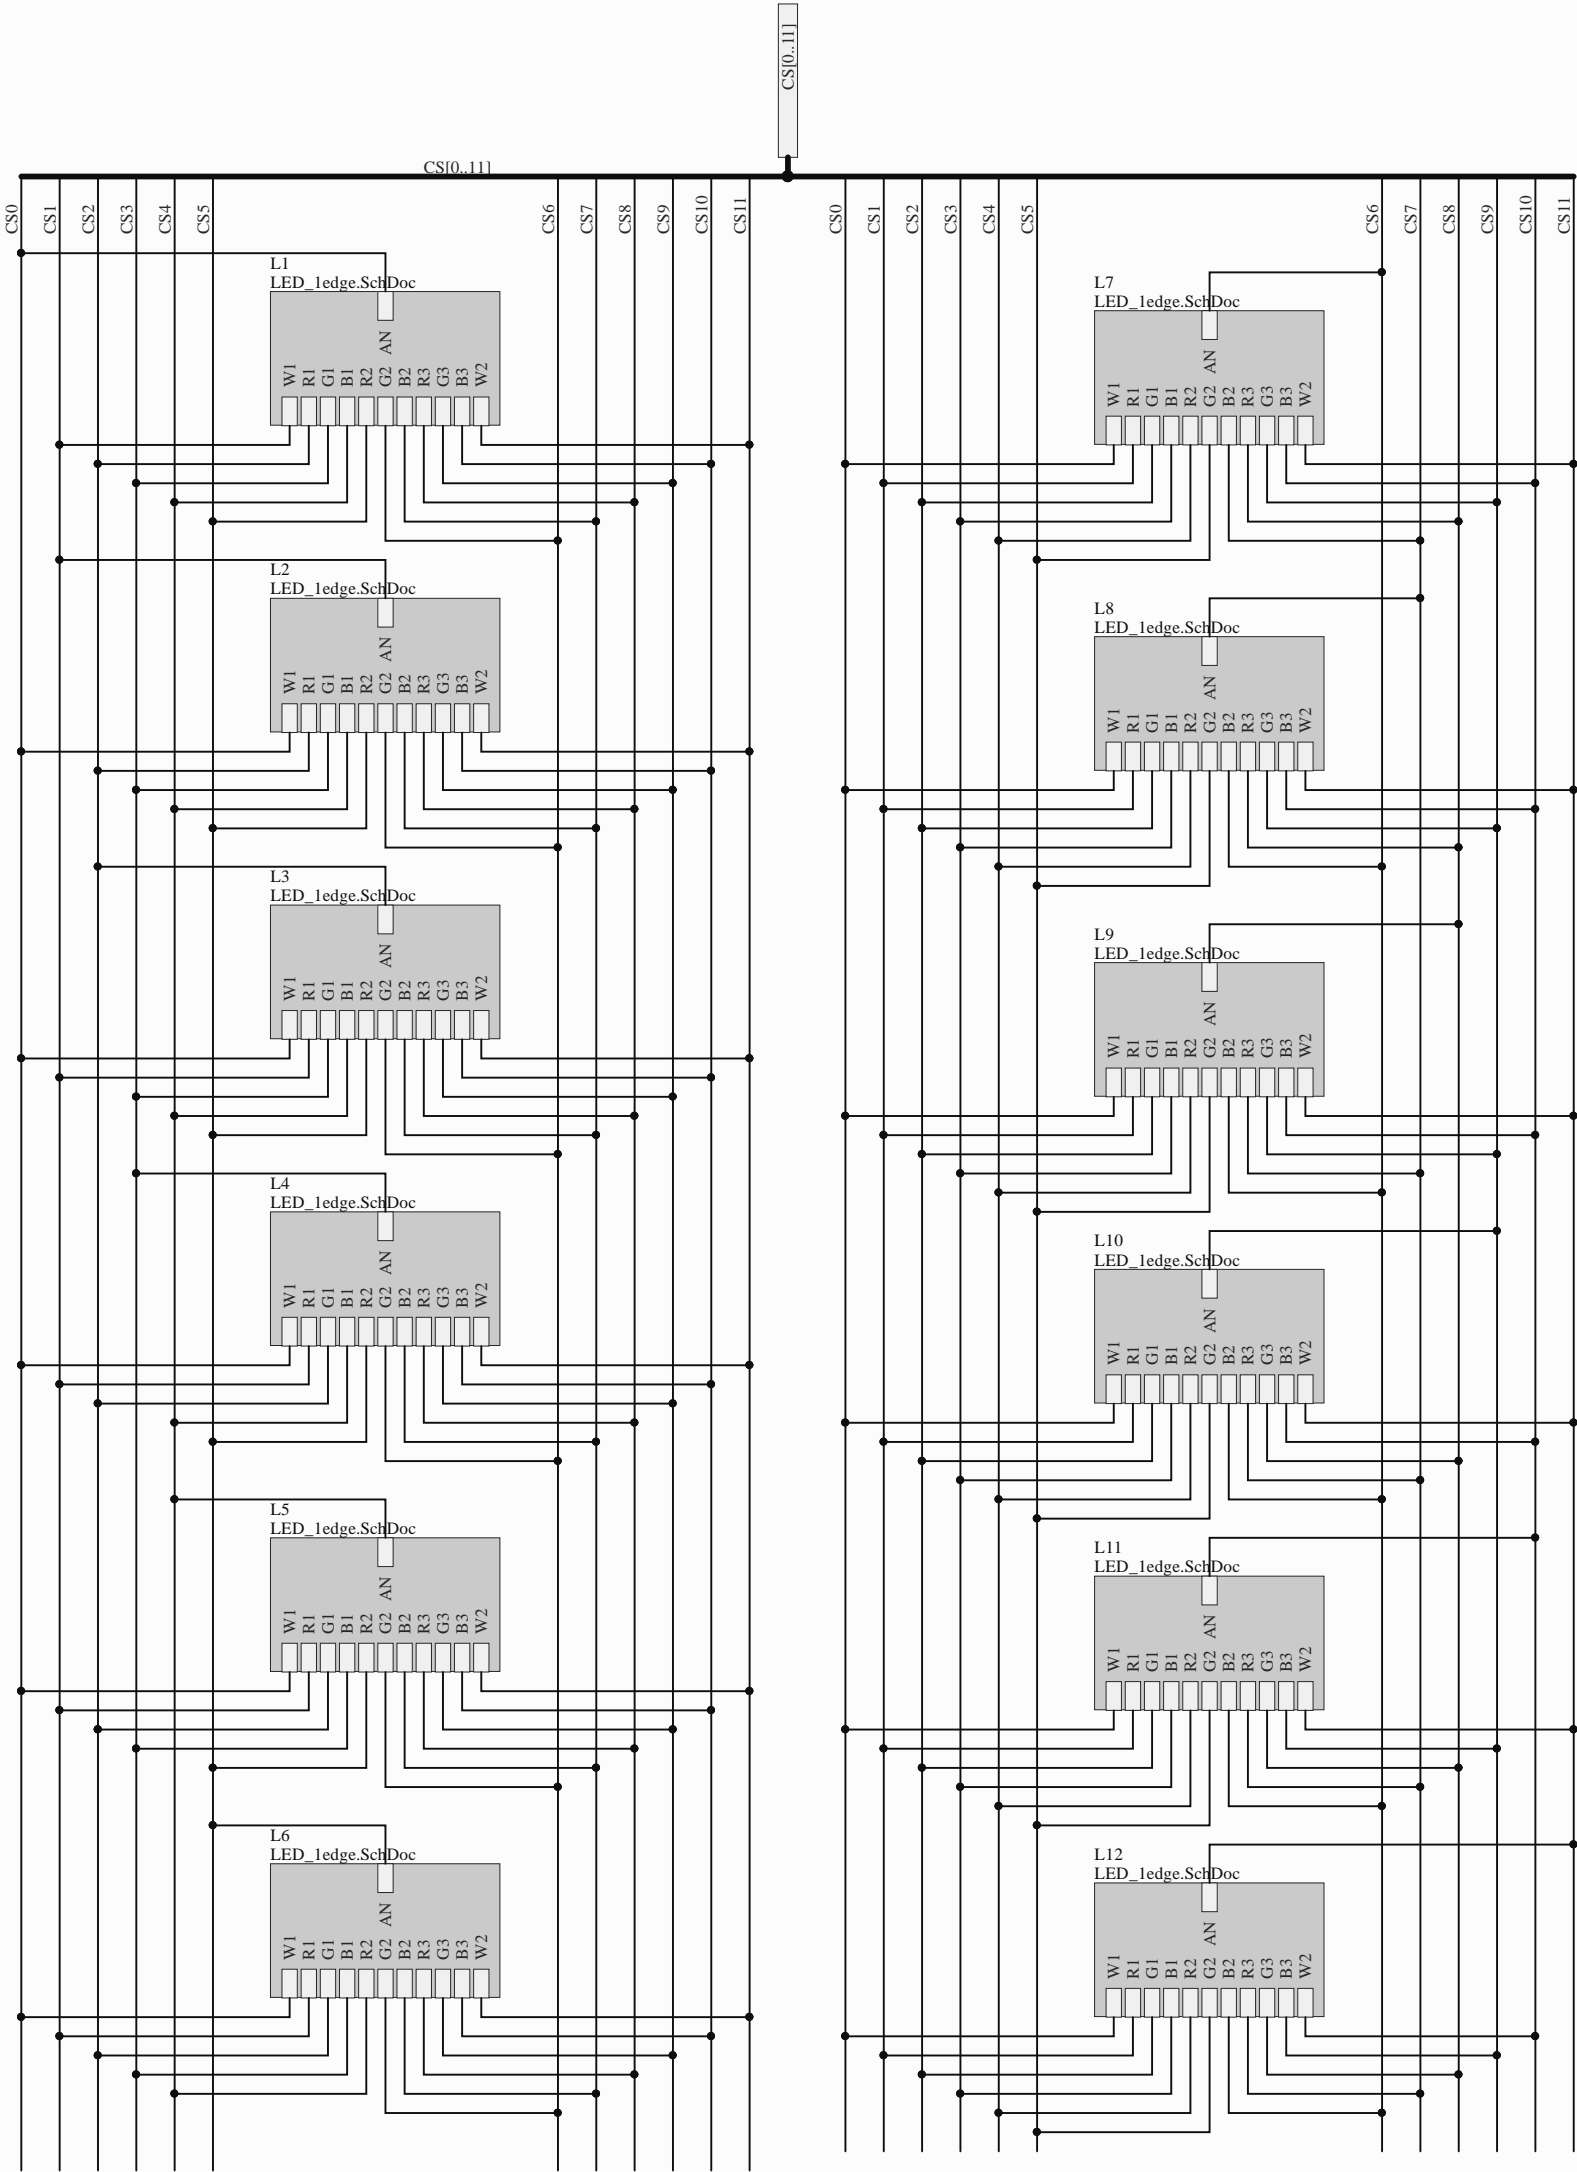 CS[0..11]
CS[0..11]
CS0 CS1 CS2 CS3 CS4 CS5 CS6 CS7 CS8 CS9 CS10 CS11
CS0 CS1 CS2 CS3 CS4 CS5 CS6 CS7 CS8 CS9 CS10 CS11
L1
LED_1edge.SchDoc
AN
W1 R1 G1 B1 R2 G2 B2 R3 G3 B3 W2
L2
LED_1edge.SchDoc
AN
W1 R1 G1 B1 R2 G2 B2 R3 G3 B3 W2
L3
LED_1edge.SchDoc
AN
W1 R1 G1 B1 R2 G2 B2 R3 G3 B3 W2
L4
LED_1edge.SchDoc
AN
W1 R1 G1 B1 R2 G2 B2 R3 G3 B3 W2
L5
LED_1edge.SchDoc
AN
W1 R1 G1 B1 R2 G2 B2 R3 G3 B3 W2
L6
LED_1edge.SchDoc
AN
W1 R1 G1 B1 R2 G2 B2 R3 G3 B3 W2
L7
LED_1edge.SchDoc
AN
W1 R1 G1 B1 R2 G2 B2 R3 G3 B3 W2
L8
LED_1edge.SchDoc
AN
W1 R1 G1 B1 R2 G2 B2 R3 G3 B3 W2
L9
LED_1edge.SchDoc
AN
W1 R1 G1 B1 R2 G2 B2 R3 G3 B3 W2
L10
LED_1edge.SchDoc
AN
W1 R1 G1 B1 R2 G2 B2 R3 G3 B3 W2
L11
LED_1edge.SchDoc
AN
W1 R1 G1 B1 R2 G2 B2 R3 G3 B3 W2
L12
LED_1edge.SchDoc
AN
W1 R1 G1 B1 R2 G2 B2 R3 G3 B3 W2